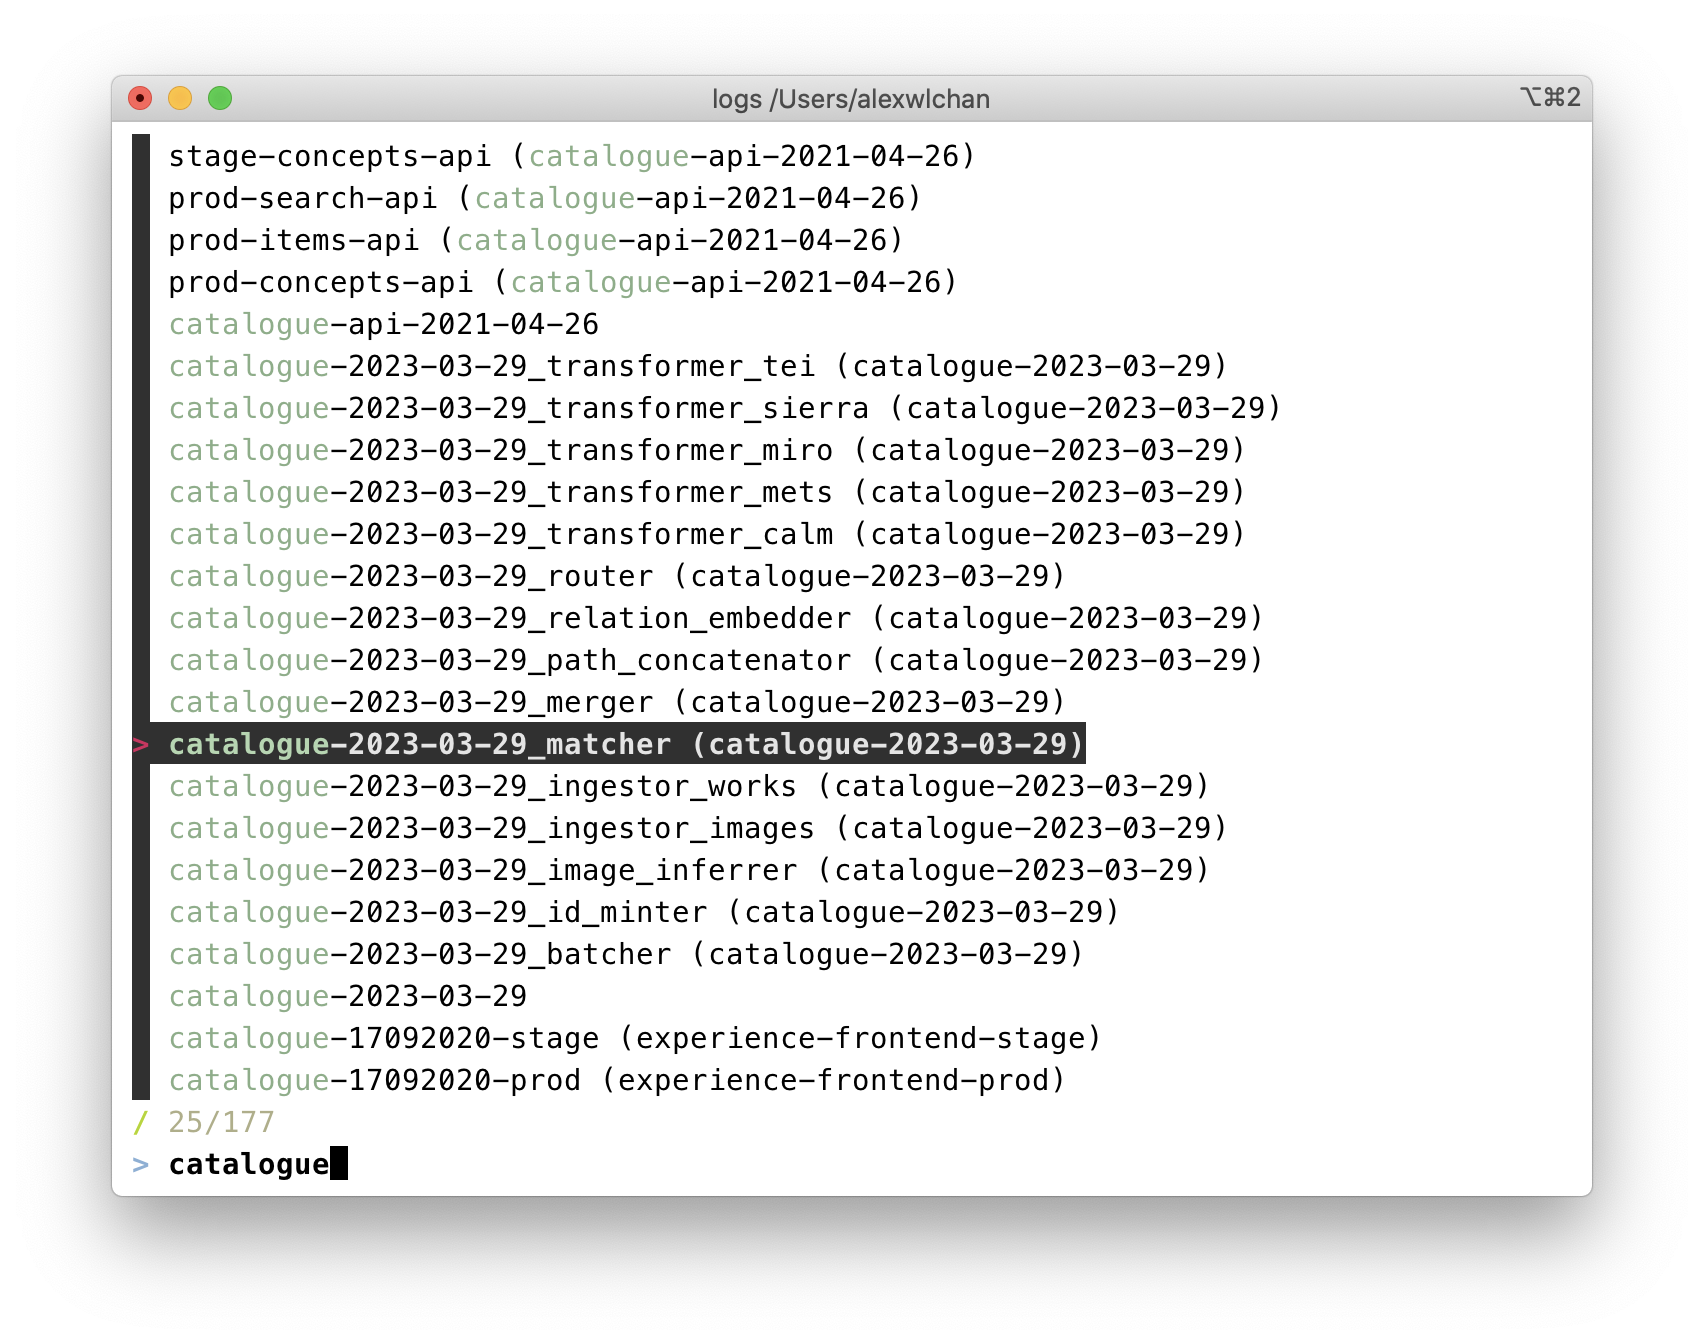 logs /Users/alexwlchan ⌥⌘2
stage-concepts-api (catalogue-api-2021-04-26)
prod-search-api (catalogue-api-2021-04-26)
prod-items-api (catalogue-api-2021-04-26)
prod-concepts-api (catalogue-api-2021-04-26)
catalogue-api-2021-04-26
catalogue-2023-03-29_transformer_tei (catalogue-2023-03-29)
catalogue-2023-03-29_transformer_sierra (catalogue-2023-03-29)
catalogue-2023-03-29_transformer_miro (catalogue-2023-03-29)
catalogue-2023-03-29_transformer_mets (catalogue-2023-03-29)
catalogue-2023-03-29_transformer_calm (catalogue-2023-03-29)
catalogue-2023-03-29_router (catalogue-2023-03-29)
catalogue-2023-03-29_relation_embedder (catalogue-2023-03-29)
catalogue-2023-03-29_path_concatenator (catalogue-2023-03-29)
catalogue-2023-03-29_merger (catalogue-2023-03-29)
> catalogue-2023-03-29_matcher (catalogue-2023-03-29)
catalogue-2023-03-29_ingestor_works (catalogue-2023-03-29)
catalogue-2023-03-29_ingestor_images (catalogue-2023-03-29)
catalogue-2023-03-29_image_inferrer (catalogue-2023-03-29)
catalogue-2023-03-29_id_minter (catalogue-2023-03-29)
catalogue-2023-03-29_batcher (catalogue-2023-03-29)
catalogue-2023-03-29
catalogue-17092020-stage (experience-frontend-stage)
catalogue-17092020-prod (experience-frontend-prod)
/ 25/177
> catalogue